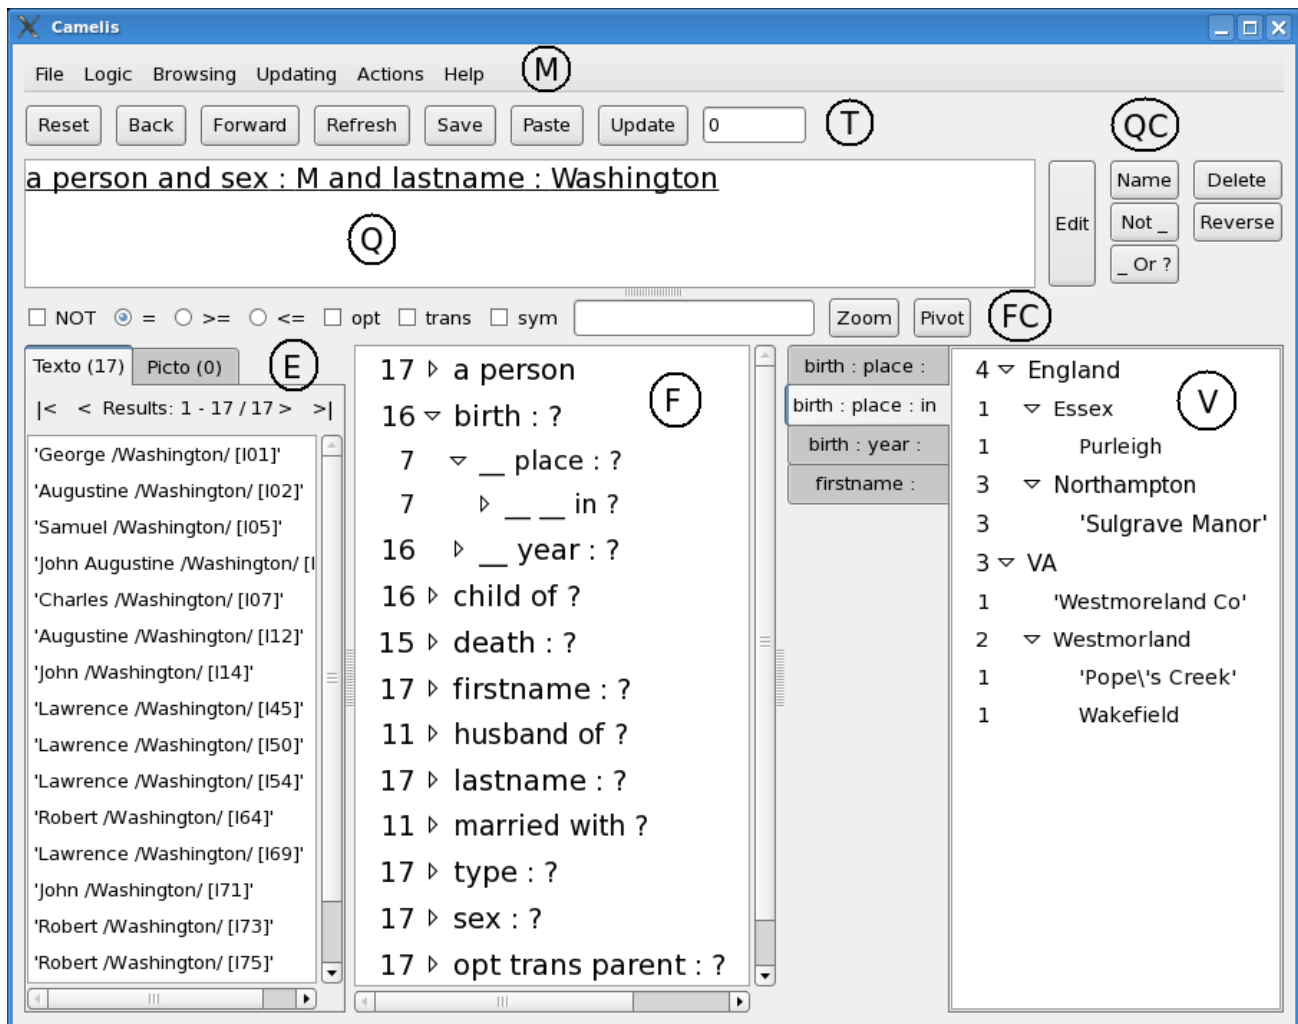 Camelis
File Logic Browsing Updating Actions Help M
Reset Back Forward Refresh Save Paste Update 0 T QC
a person and sex : M and lastname : Washington
Q
Edit
Name Delete
Not _ Reverse
_ Or ?
NOT = >= <= opt trans sym Zoom Pivot FC
Texto (17) Picto (0) E
|< < Results: 1 - 17 / 17 > >|
'George /Washington/ [I01]'
'Augustine /Washington/ [I02]'
'Samuel /Washington/ [I05]'
'John Augustine /Washington/ [I
'Charles /Washington/ [I07]'
'Augustine /Washington/ [I12]'
'John /Washington/ [I14]'
'Lawrence /Washington/ [I45]'
'Lawrence /Washington/ [I50]'
'Lawrence /Washington/ [I54]'
'Robert /Washington/ [I64]'
'Lawrence /Washington/ [I69]'
'John /Washington/ [I71]'
'Robert /Washington/ [I73]'
'Robert /Washington/ [I75]'
17 a person
F
16 birth : ?
7 __ place : ?
7 __ __ in ?
16 __ year : ?
16 child of ?
15 death : ?
17 firstname : ?
11 husband of ?
17 lastname : ?
11 married with ?
17 type : ?
17 sex : ?
17 opt trans parent : ?
birth : place :
birth : place : in
birth : year :
firstname :
4 England
V
1 Essex
1 Purleigh
3 Northampton
3 'Sulgrave Manor'
3 VA
1 'Westmoreland Co'
2 Westmorland
1 'Pope\'s Creek'
1 Wakefield